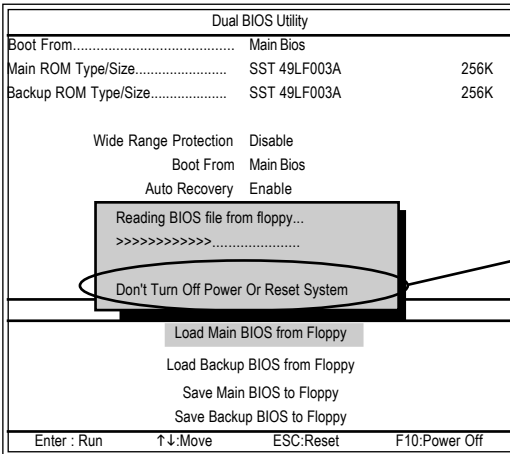 Dual BIOS Utility
Boot From........................................ Main Bios
Main ROM Type/Size....................... SST 49LF003A 256K
Backup ROM Type/Size................... SST 49LF003A 256K
Wide Range Protection Disable
Boot From Main Bios
Auto Recovery Enable
Reading BIOS file from floppy...
>>>>>>>>>>>>......................
Don't Turn Off Power Or Reset System
Load Main BIOS from Floppy
Load Backup BIOS from Floppy
Save Main BIOS to Floppy
Save Backup BIOS to Floppy
Enter : Run ↑↓:Move ESC:Reset F10:Power Off